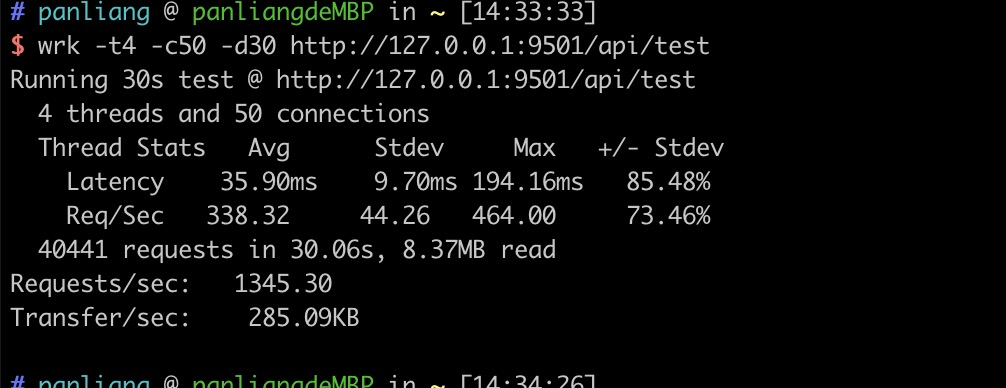 # panliang @ panliangdeMBP in ~ [14:33:33]
$ wrk -t4 -c50 -d30 http://127.0.0.1:9501/api/test
Running 30s test @ http://127.0.0.1:9501/api/test
  4 threads and 50 connections
  Thread Stats   Avg      Stdev     Max   +/- Stdev
    Latency    35.90ms    9.70ms 194.16ms   85.48%
    Req/Sec   338.32     44.26   464.00     73.46%
  40441 requests in 30.06s, 8.37MB read
Requests/sec:   1345.30
Transfer/sec:    285.09KB
# panliang @ panliangdeMBP in ~ [14:34:26]